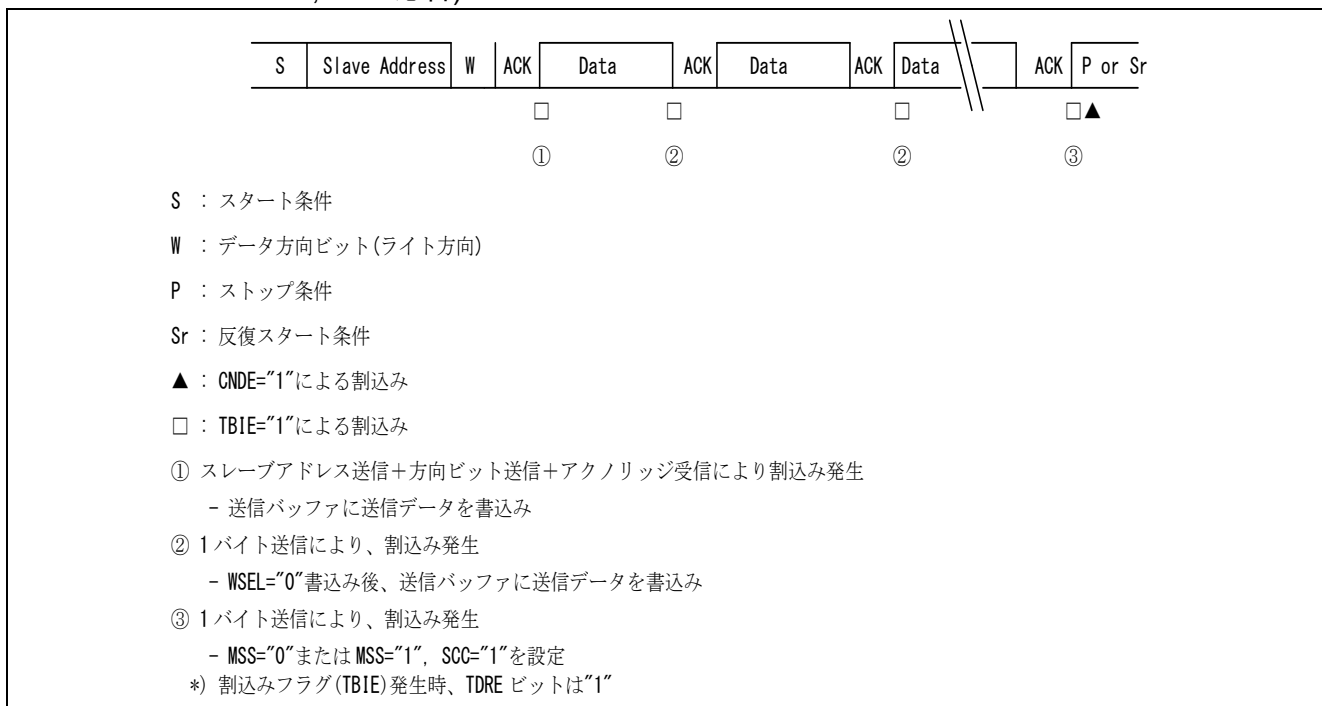 S Slave Address W ACK Data ACK Data ACK Data ACK P or Sr
□ □ □ □▲
① ② ② ③
S : スタート条件
W : データ方向ビット(ライト方向)
P : ストップ条件
Sr : 反復スタート条件
▲ : CNDE="1"による割込み
□ : TBIE="1"による割込み
① スレーブアドレス送信+方向ビット送信+アクノリッジ受信により割込み発生
- 送信バッファに送信データを書込み
② 1バイト送信により、割込み発生
- WSEL="0"書込み後、送信バッファに送信データを書込み
③ 1バイト送信により、割込み発生
- MSS="0"または MSS="1", SCC="1"を設定
*) 割込みフラグ(TBIE)発生時、TDRE ビットは"1"